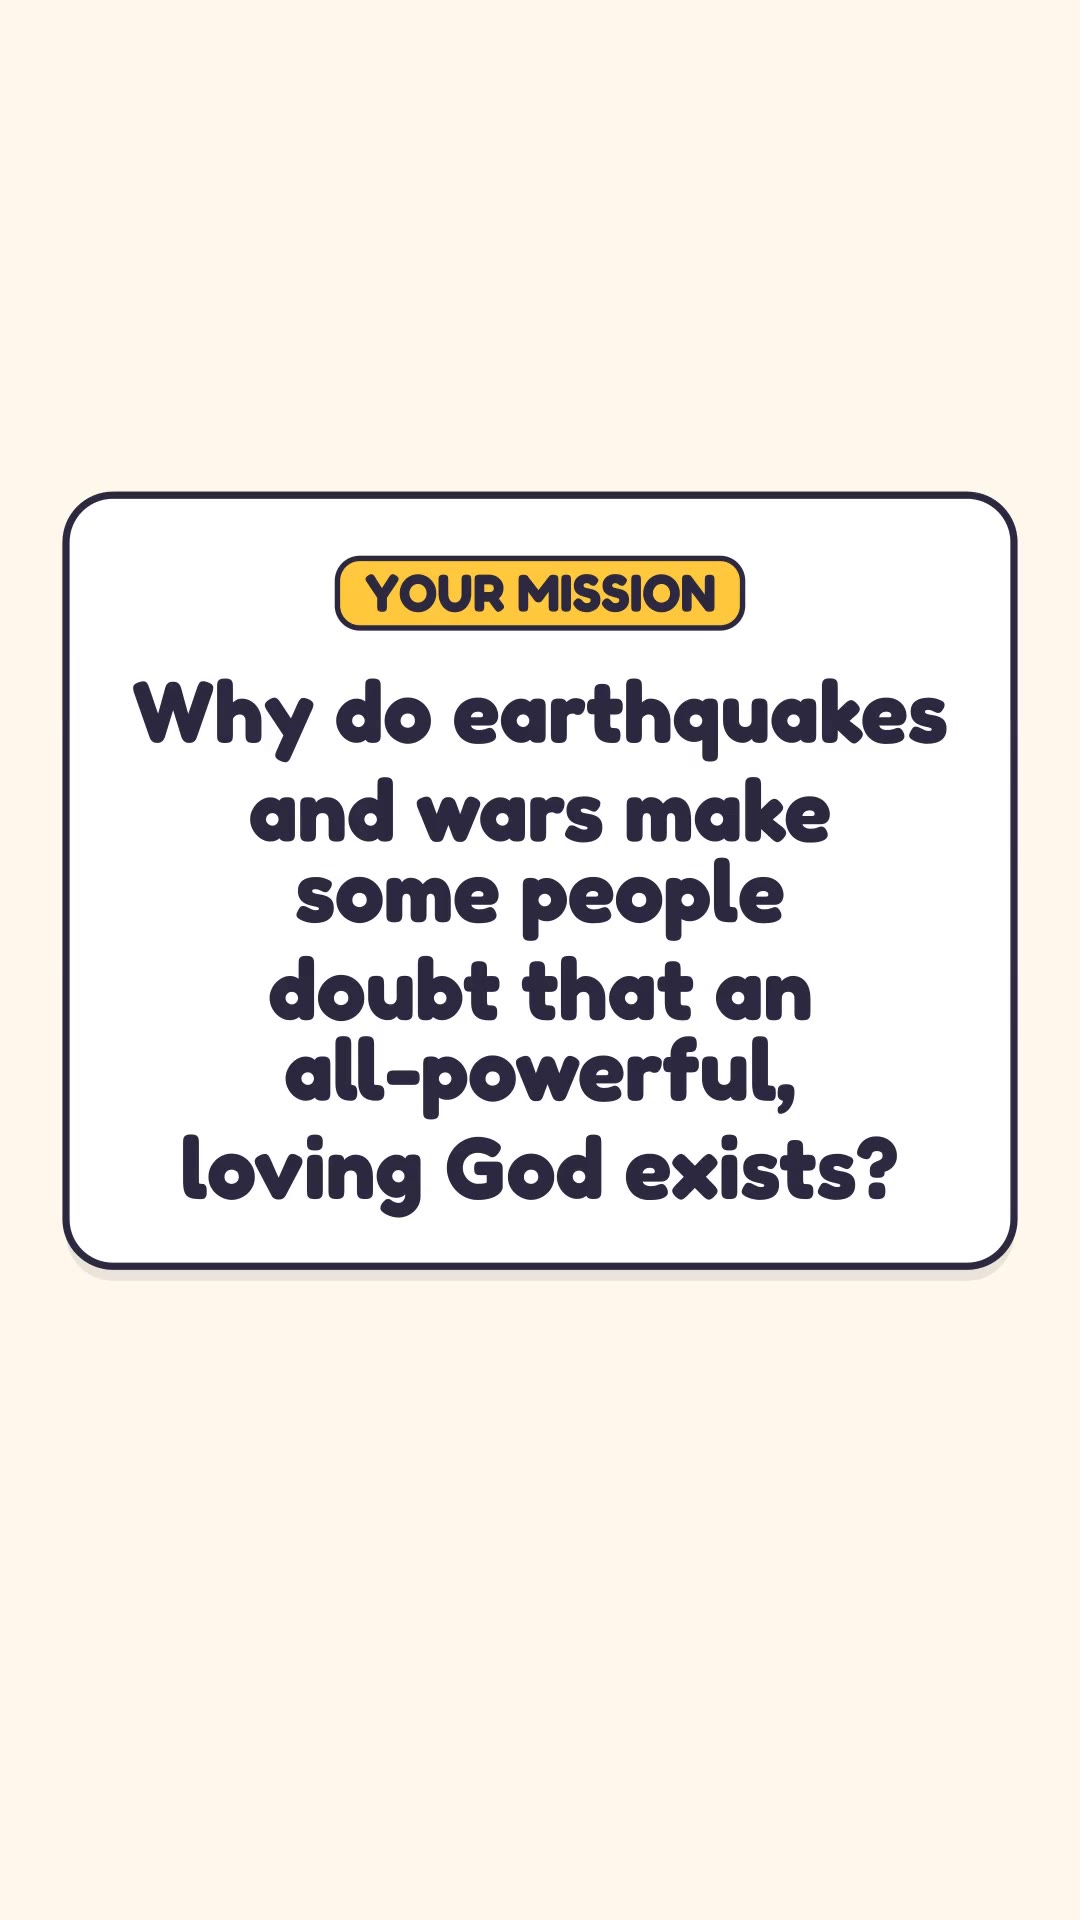 YOUR MISSION
Why do earthquakes
and wars make
some people
doubt that an
all-powerful,
loving God exists?